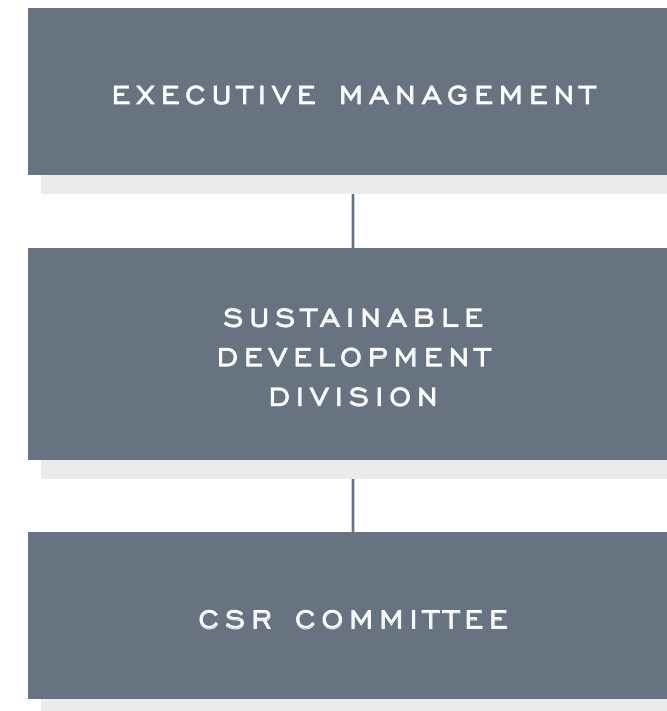 EXECUTIVE MANAGEMENT
SUSTAINABLE
DEVELOPMENT
DIVISION
CSR COMMITTEE